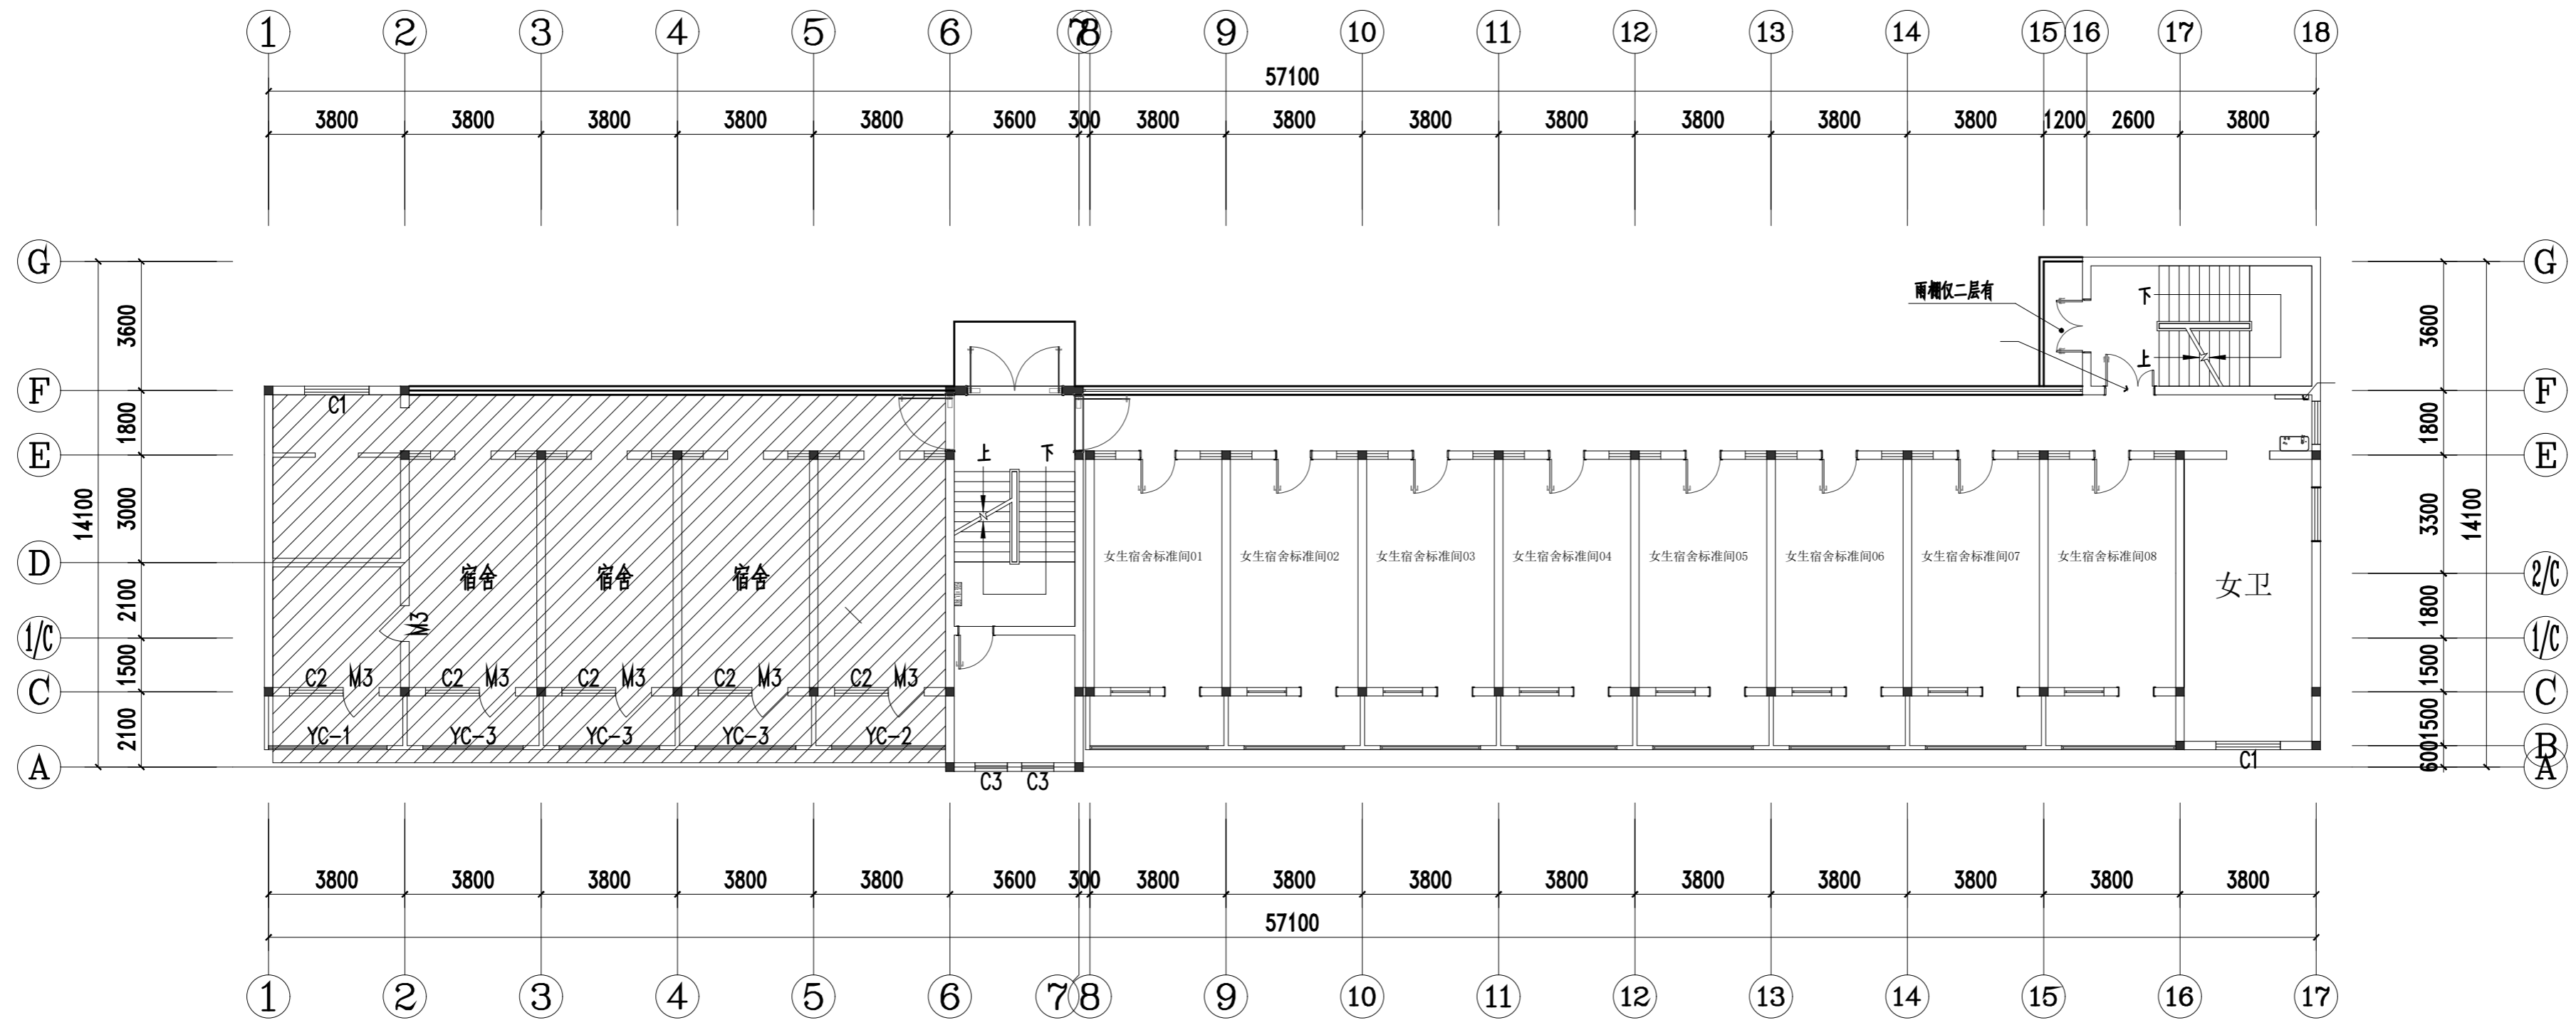 1 2 3 4 5 6 7 8 9 10 11 12 13 14 15 16 17 18
57100
3800 3800 3800 3800 3800 3600 300 3800 3800 3800 3800 3800 3800 3800 1200 2600 3800
G G
雨棚仅二层有
下
3600 3600
上
F F
C1
1800 1800
E E
上 下
14100 3000 3300 14100
女生宿舍标准间01 女生宿舍标准间02 女生宿舍标准间03 女生宿舍标准间04 女生宿舍标准间05 女生宿舍标准间06 女生宿舍标准间07 女生宿舍标准间08
D 2/C
宿舍 宿舍 宿舍
女卫
2100 1800
M3
1/C 1/C
1500 1500
C2 M3 C2 M3 C2 M3 C2 M3 C2 M3
C C
2100 1500
YC-1 YC-3 YC-3 YC-3 YC-2
B
600
C1
A A
C3 C3
3800 3800 3800 3800 3800 3600 300 3800 3800 3800 3800 3800 3800 3800 3800 3800
57100
1 2 3 4 5 6 7 8 9 10 11 12 13 14 15 16 17